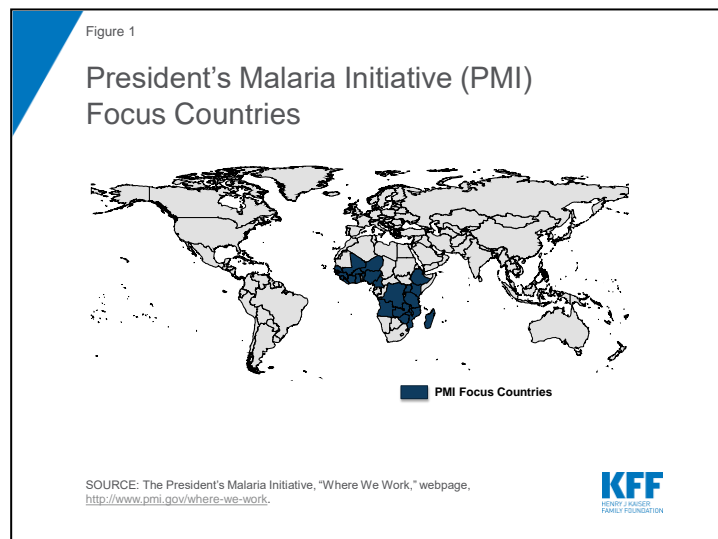 Figure 1
President’s Malaria Initiative (PMI)
Focus Countries
PMI Focus Countries
SOURCE: The President’s Malaria Initiative, “Where We Work,” webpage,
http://www.pmi.gov/where-we-work.
KFF
HENRY J KAISER
FAMILY FOUNDATION